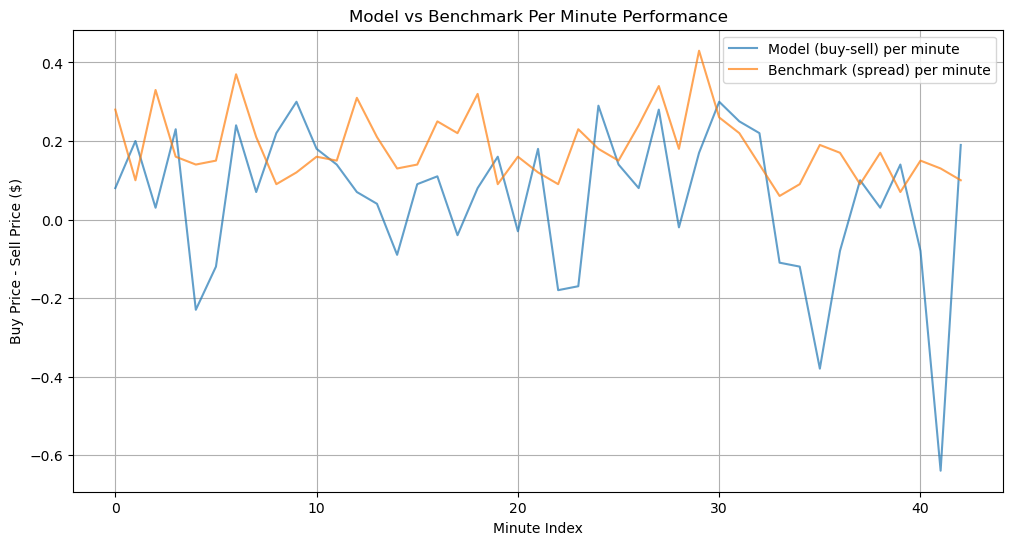 Model vs Benchmark Per Minute Performance
Model (buy-sell) per minute
Benchmark (spread) per minute
Buy Price - Sell Price ($)
0.4
0.2
0.0
−0.2
−0.4
−0.6
0 10 20 30 40
Minute Index